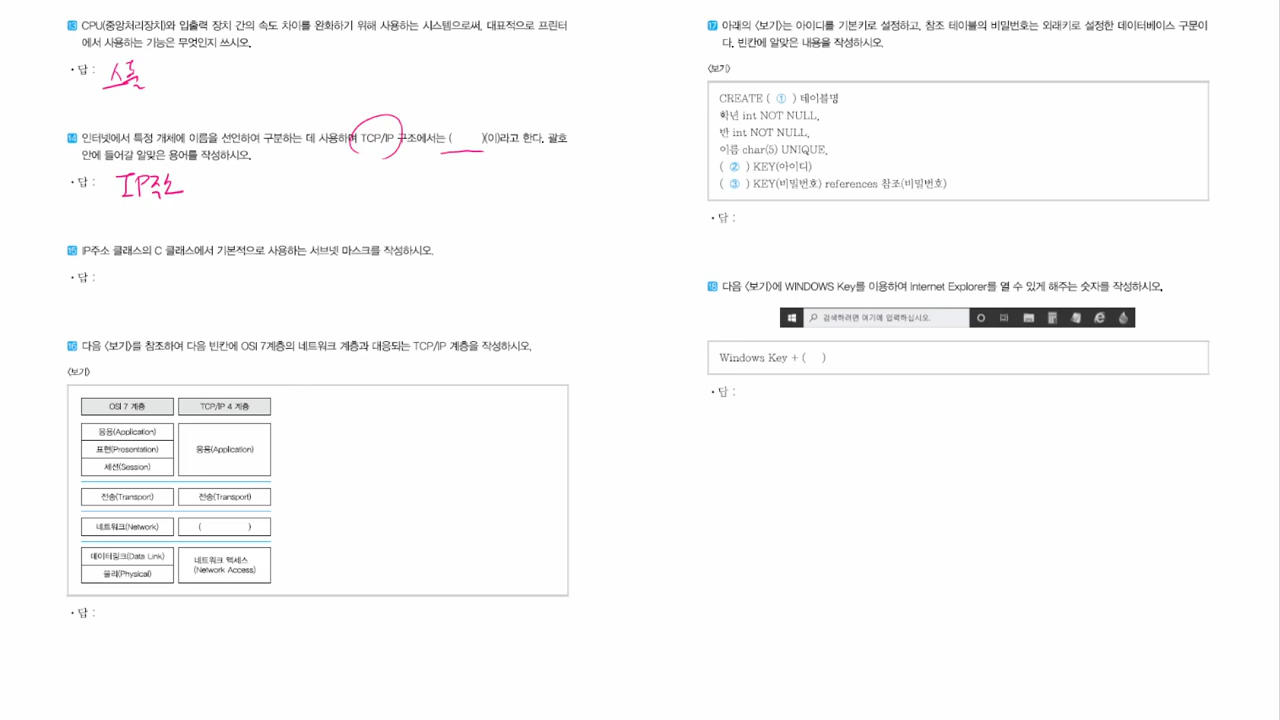 13 CPU(중앙처리장치)와 입출력 장치 간의 속도 차이를 완화하기 위해 사용하는 시스템으로써, 대표적으로 프린터
에서 사용하는 기능은 무엇인지 쓰시오.
• 답 : 스풀
14 인터넷에서 특정 개체에 이름을 선언하여 구분하는 데 사용하며 TCP/IP 구조에서는 (        )(이)라고 한다. 괄호
안에 들어갈 알맞은 용어를 작성하시오.
• 답 : IP주소
15 IP주소 클래스의 C 클래스에서 기본적으로 사용하는 서브넷 마스크를 작성하시오.
• 답 :
16 다음 〈보기〉를 참조하여 다음 빈칸에 OSI 7계층의 네트워크 계층과 대응되는 TCP/IP 계층을 작성하시오.
〈보기〉
OSI 7 계층 TCP/IP 4 계층
응용(Application)
표현(Presentation) 응용(Application)
세션(Session)
전송(Transport) 전송(Transport)
네트워크(Network) (            )
데이터링크(Data Link) 네트워크 액세스
물리(Physical) (Network Access)
• 답 :
17 아래의 〈보기〉는 아이디를 기본키로 설정하고, 참조 테이블의 비밀번호는 외래키로 설정한 데이터베이스 구문이
다. 빈칸에 알맞은 내용을 작성하시오.
〈보기〉
CREATE ( ① ) 테이블명
학년 int NOT NULL,
반 int NOT NULL,
이름 char(5) UNIQUE,
( ② ) KEY(아이디)
( ③ ) KEY(비밀번호) references 참조(비밀번호)
• 답 :
18 다음 〈보기〉에 WINDOWS Key를 이용하여 Internet Explorer를 열 수 있게 해주는 숫자를 작성하시오.
검색하려면 여기에 입력하십시오.
Windows Key + (    )
• 답 :